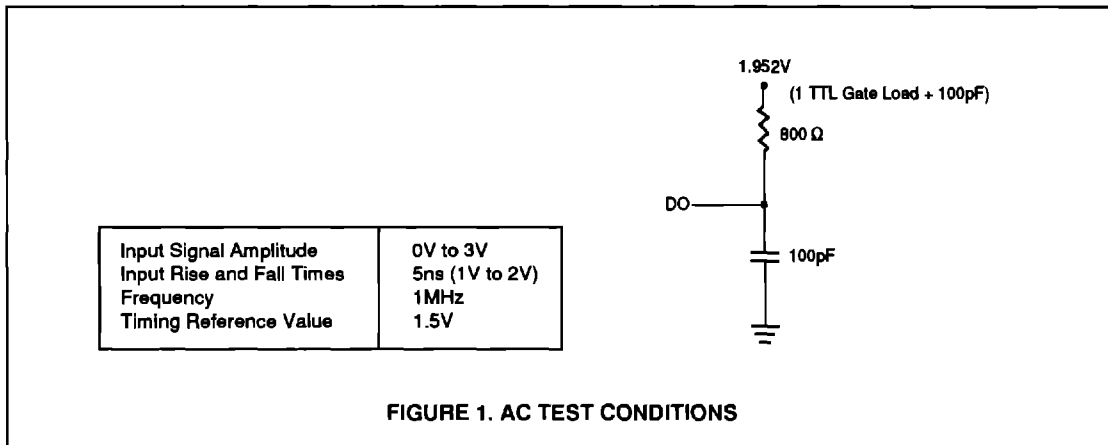 1.952V
(1 TTL Gate Load + 100pF)
800 Ω
DO
100pF
Input Signal Amplitude 0V to 3V
Input Rise and Fall Times 5ns (1V to 2V)
Frequency 1MHz
Timing Reference Value 1.5V
FIGURE 1. AC TEST CONDITIONS